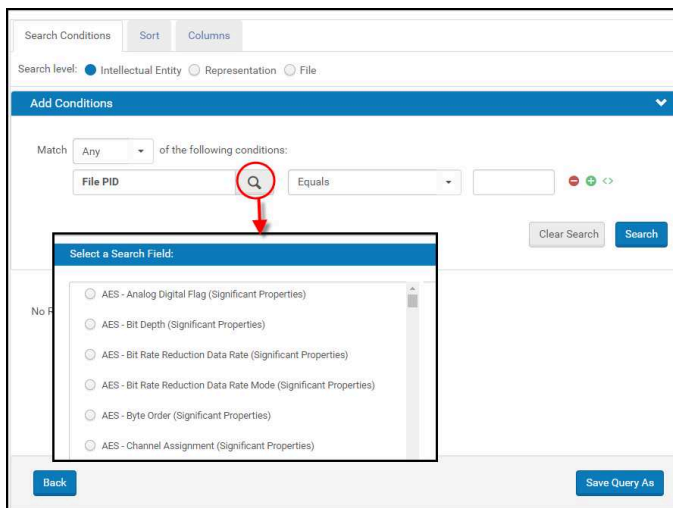 Search Conditions Sort Columns
Search level: Intellectual Entity Representation File
Add Conditions
Match Any of the following conditions:
File PID Equals
Clear Search Search
Select a Search Field:
AES - Analog Digital Flag (Significant Properties)
No R
AES - Bit Depth (Significant Properties)
AES - Bit Rate Reduction Data Rate (Significant Properties)
AES - Bit Rate Reduction Data Rate Mode (Significant Properties)
AES - Byte Order (Significant Properties)
AES - Channel Assignment (Significant Properties)
Back Save Query As